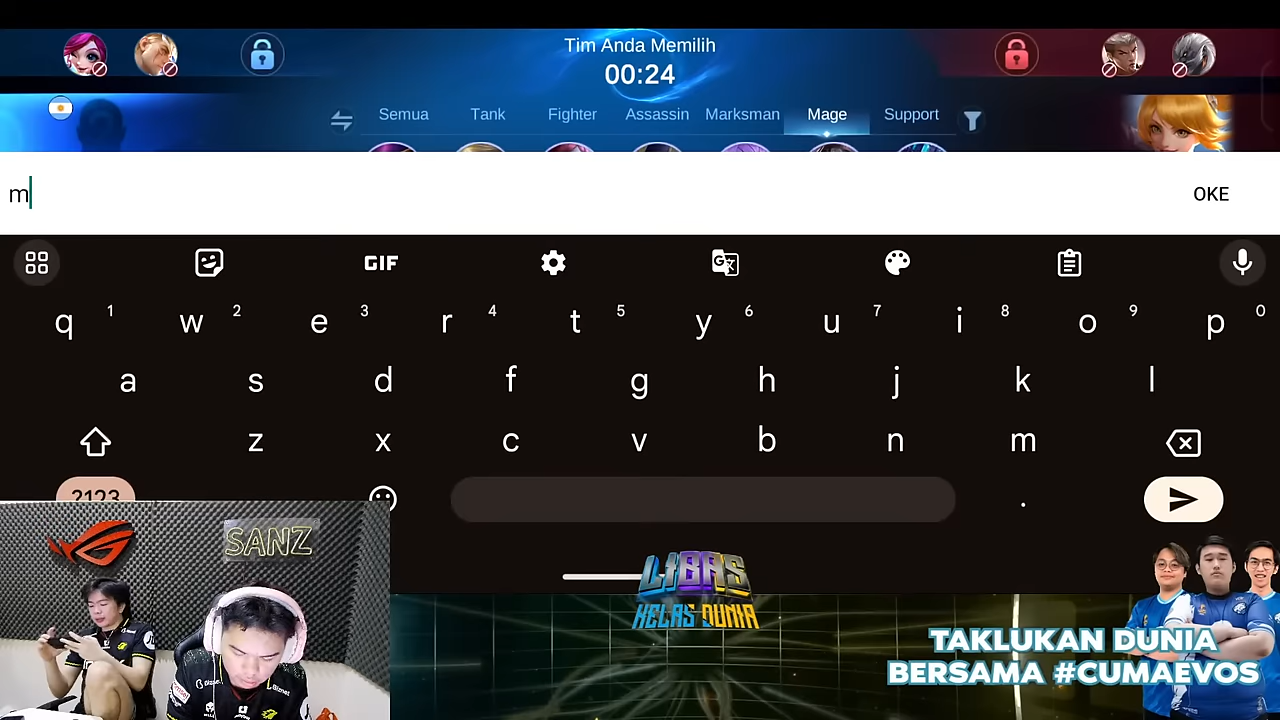 Tim Anda Memilih
00:24
Semua Tank Fighter Assassin Marksman Mage Support
m
OKE
GIF
q 1 w 2 e 3 r 4 t 5 y 6 u 7 i 8 o 9 p 0
a s d f g h j k l
z x c v b n m
?123 .
SANZ
LIBAS
KELAS DUNIA
TAKLUKAN DUNIA
BERSAMA #CUMAEVOS